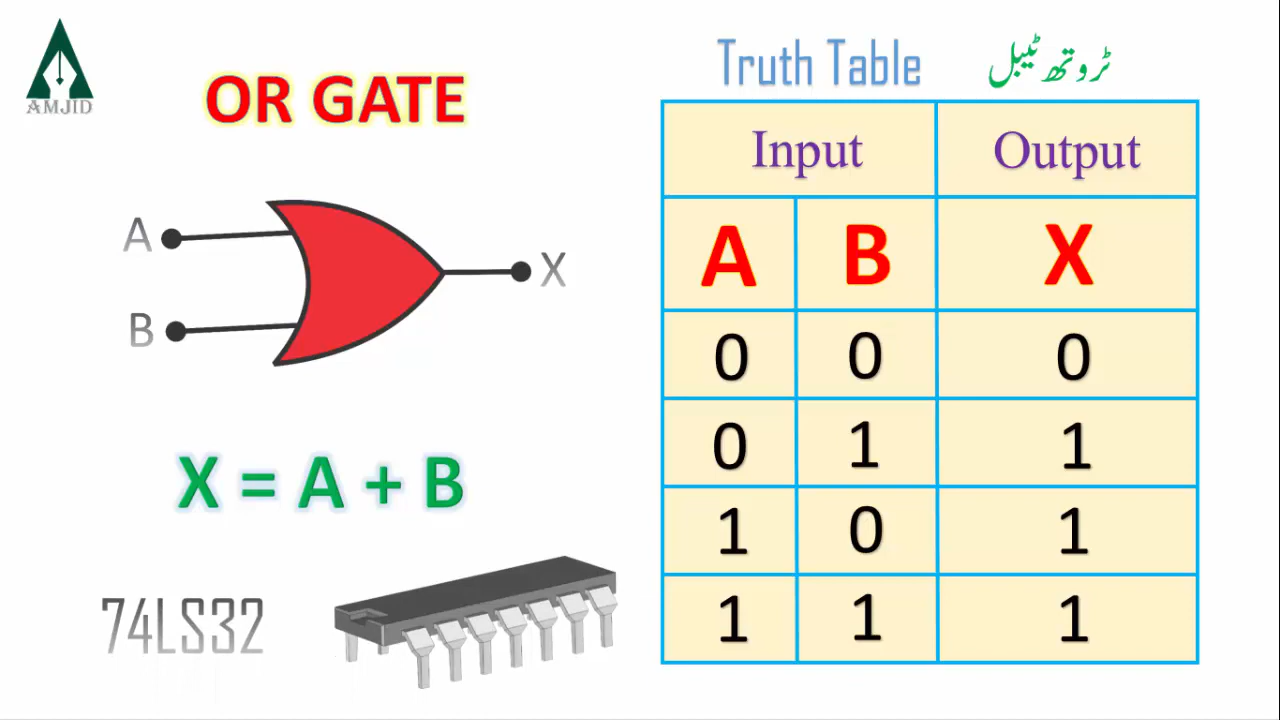 AMJID
OR GATE
A
B
X
X = A + B
74LS32
Truth Table ٹروتھ ٹیبل
Input Output
A B X
0 0 0
0 1 1
1 0 1
1 1 1